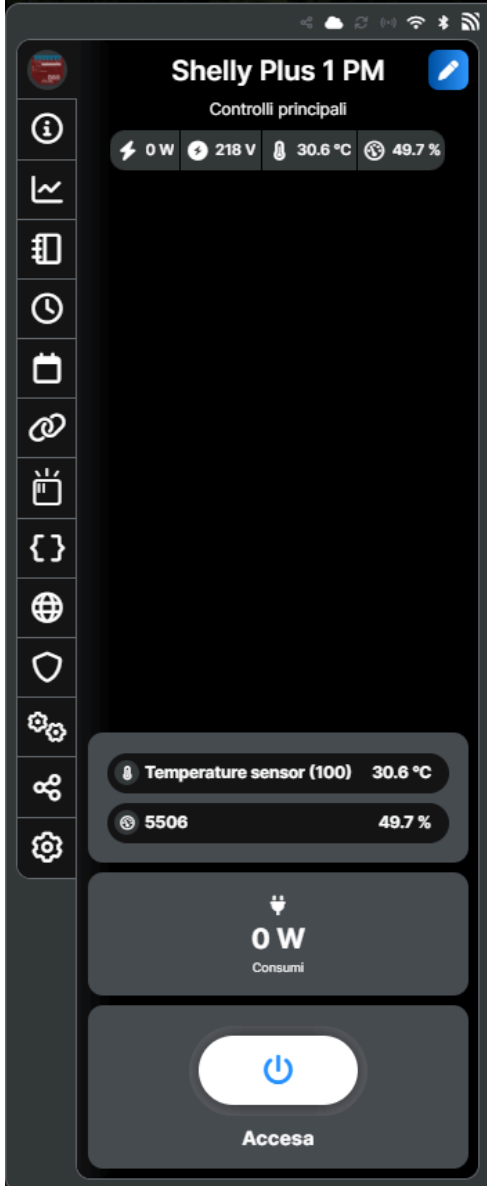 Shelly Plus 1 PM
Controlli principali
0 W 218 V 30.6 °C 49.7 %
Temperature sensor (100) 30.6 °C
5506 49.7 %
0 W
Consumi
Accesa